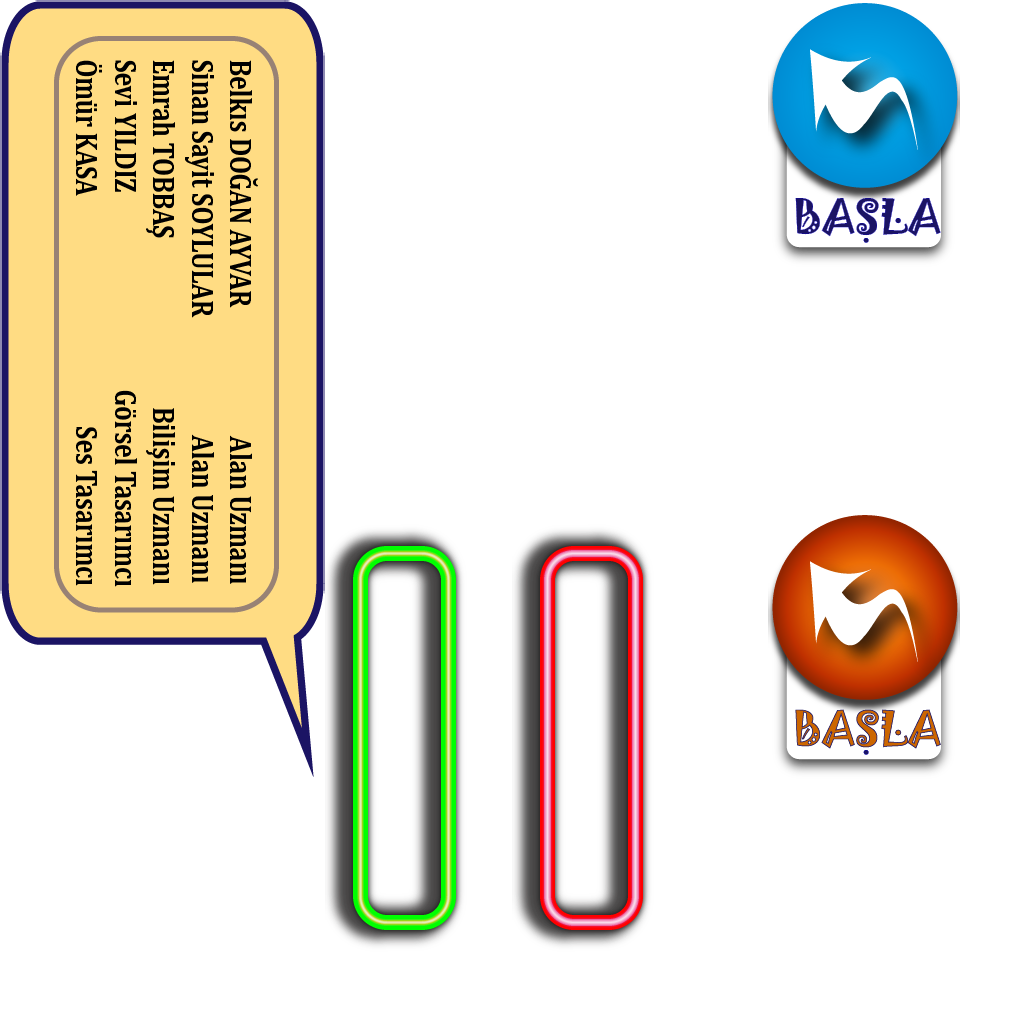 Belkıs DOĞAN AYVAR Alan Uzmanı
Sinan Sayit SOYLULAR Alan Uzmanı
Emrah TOBBAŞ Bilişim Uzmanı
Sevi YILDIZ Görsel Tasarımcı
Ömür KASA Ses Tasarımcı
BAŞLA
BAŞLA